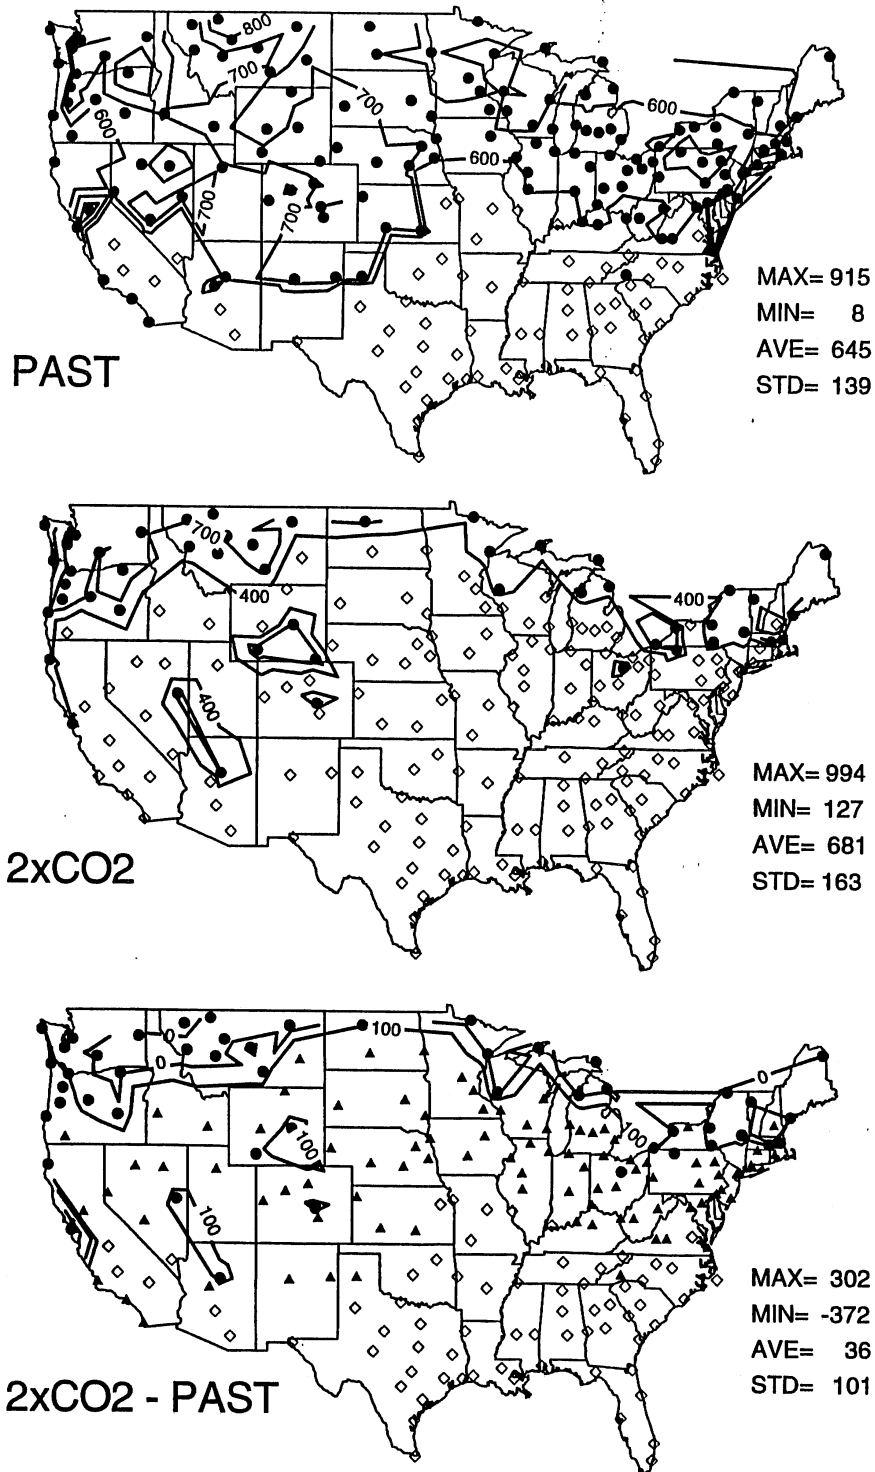 800
700
700
600
600
600
700
700
MAX= 915
MIN= 8
AVE= 645
STD= 139
PAST
700
400
400
400
MAX= 994
MIN= 127
AVE= 681
STD= 163
2xCO2
0
0
100
0
100
100
100
MAX= 302
MIN= -372
AVE= 36
STD= 101
2xCO2 - PAST